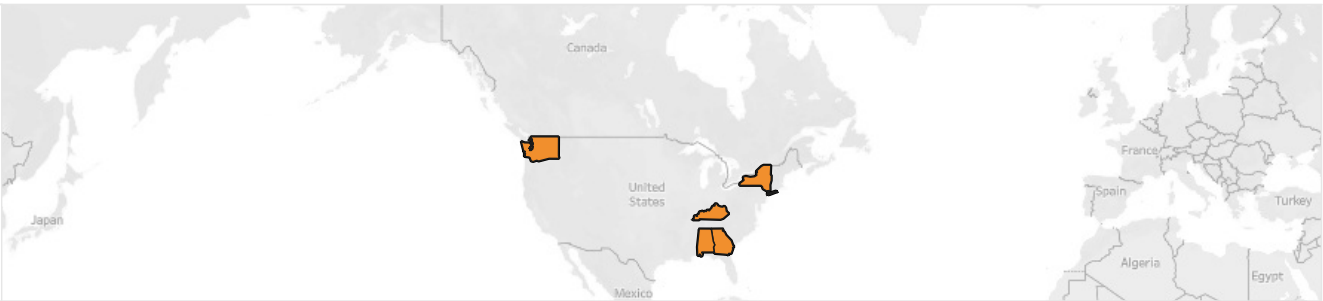 Canada
France
United
States
Spain
Japan
Turkey
Algeria
Egypt
Mexico